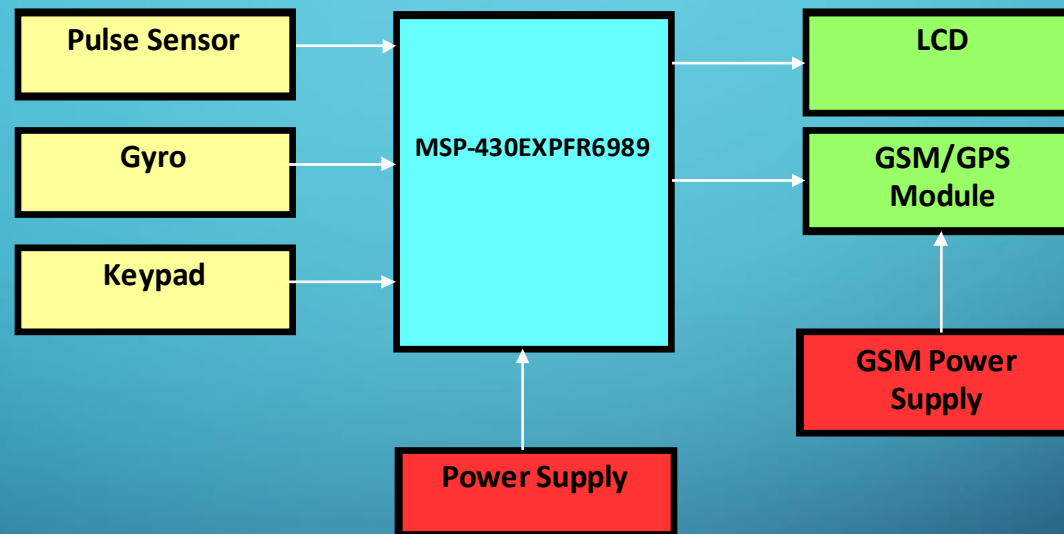 Pulse Sensor
Gyro
Keypad
MSP-430EXPFR6989
LCD
GSM/GPS
Module
GSM Power
Supply
Power Supply